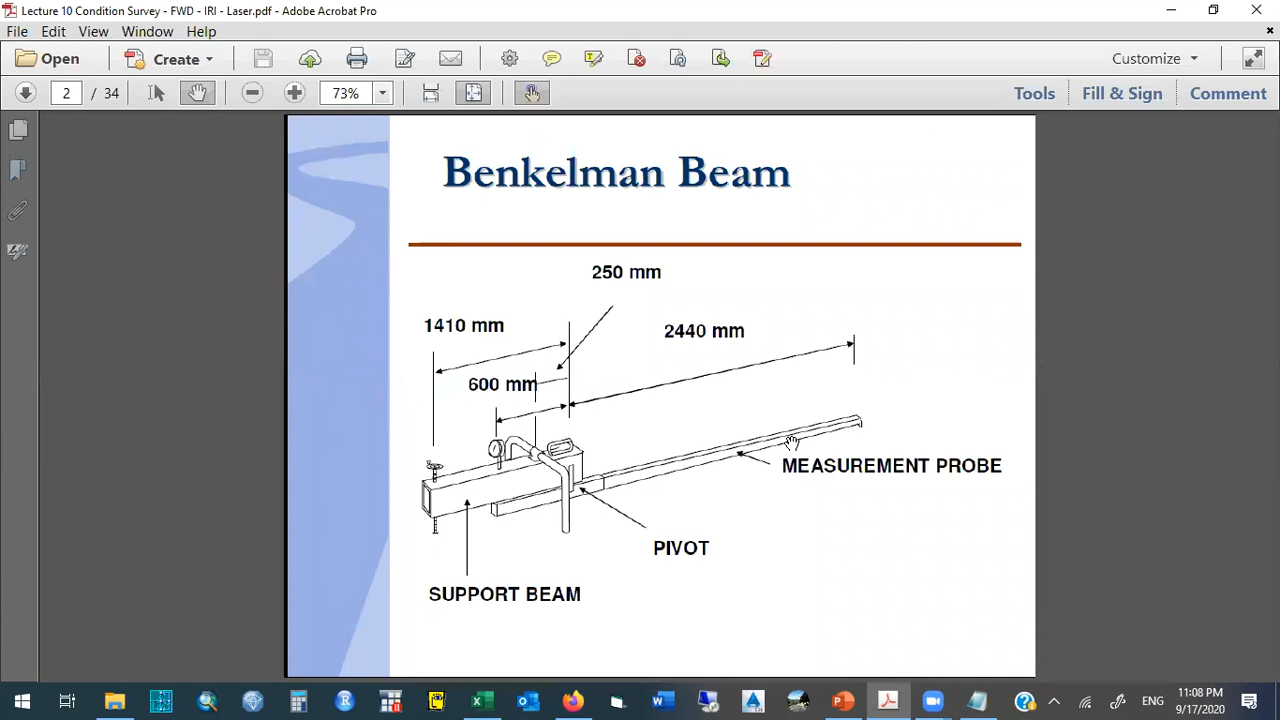 Lecture 10 Condition Survey - FWD - IRI - Laser.pdf - Adobe Acrobat Pro
File Edit View Window Help
Open Create Customize
2 / 34 73% Tools Fill & Sign Comment
Benkelman Beam
250 mm
1410 mm 2440 mm
600 mm
MEASUREMENT PROBE
PIVOT
SUPPORT BEAM
ENG 11:08 PM
9/17/2020